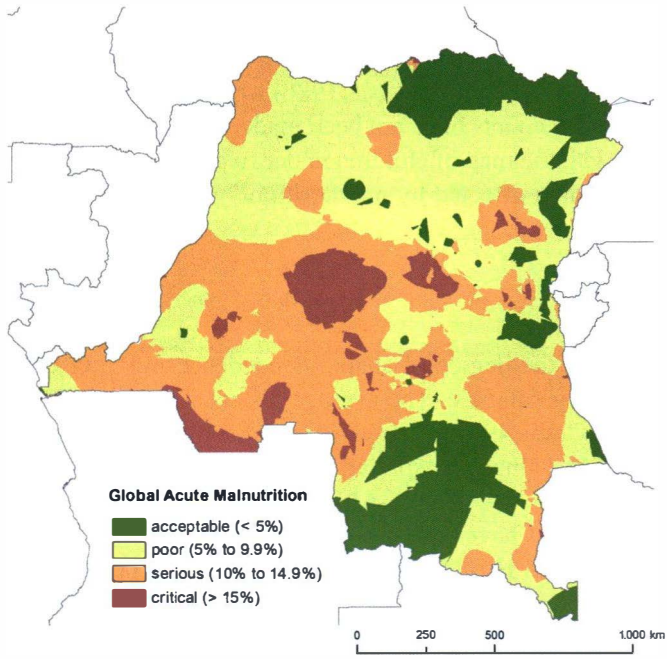 Global Acute Malnutrition
acceptable (< 5%)
poor (5% to 9.9%)
serious (10% to 14.9%)
critical (> 15%)
0 250 500 1.000 km